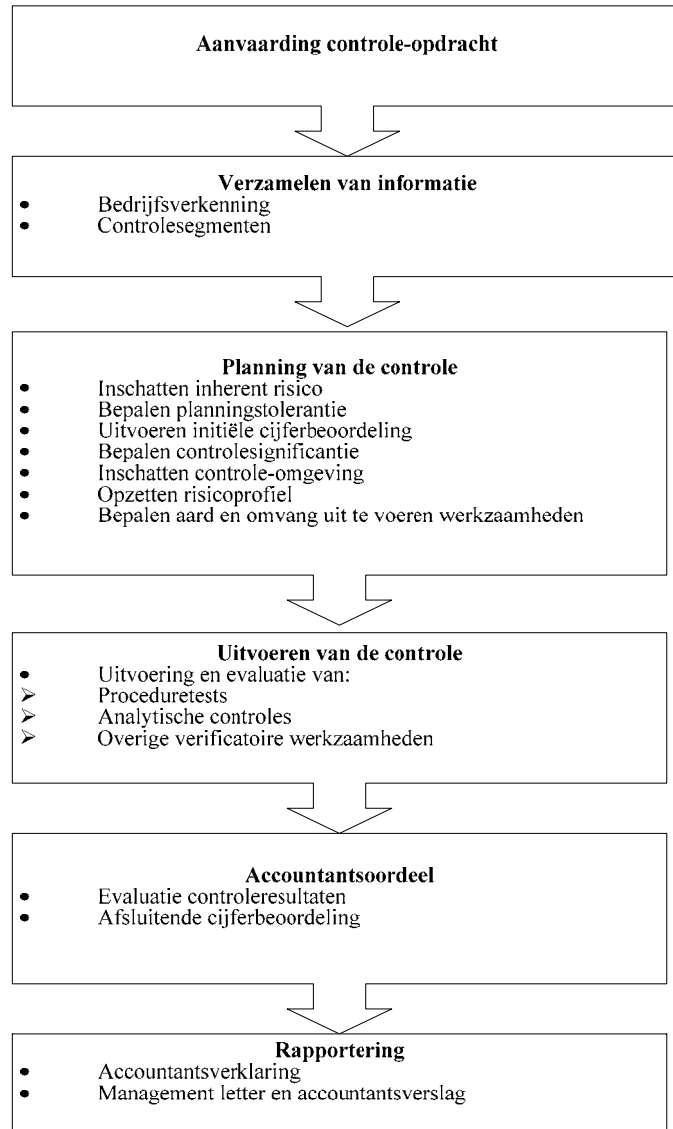 Aanvaarding controle-opdracht
Verzamelen van informatie
• Bedrijfsverkenning
• Controlesegmenten
Planning van de controle
• Inschatten inherent risico
• Bepalen planningstolerantie
• Uitvoeren initiële cijferbeoordeling
• Bepalen controlesignificantie
• Inschatten controle-omgeving
• Opzetten risicoprofiel
• Bepalen aard en omvang uit te voeren werkzaamheden
Uitvoeren van de controle
• Uitvoering en evaluatie van:
➢ Proceduretests
➢ Analytische controles
➢ Overige verificatoire werkzaamheden
Accountantsoordeel
• Evaluatie controleresultaten
• Afsluitende cijferbeoordeling
Rapportering
• Accountantsverklaring
• Management letter en accountantsverslag